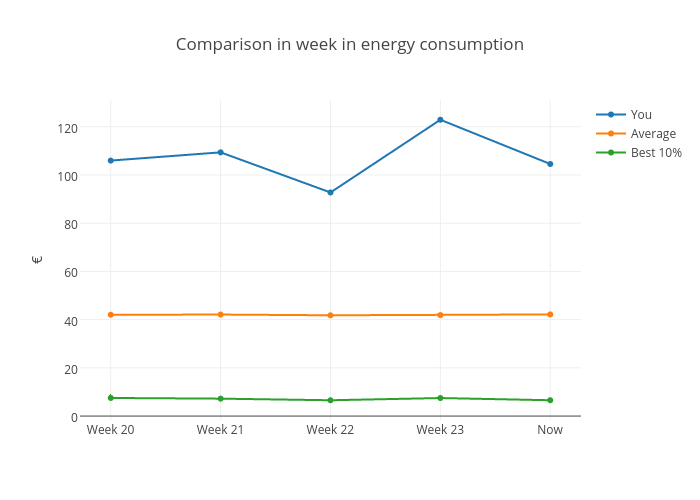 Comparison in week in energy consumption
You
Average
Best 10%
€
120
100
80
60
40
20
0
Week 20
Week 21
Week 22
Week 23
Now